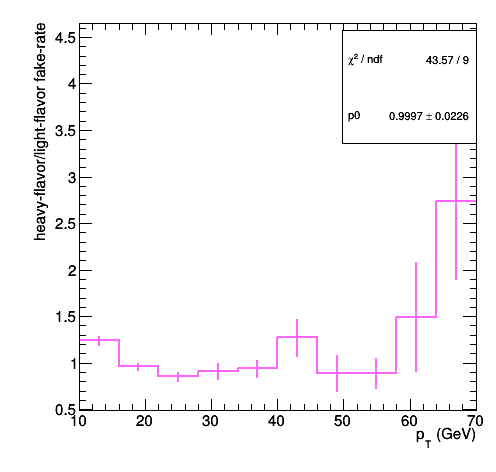 heavy-flavor/light-flavor fake-rate
4.5
4
3.5
3
2.5
2
1.5
1
0.5
χ² / ndf 43.57 / 9
p0 0.9997 ± 0.0226
10 20 30 40 50 60 70
p_T (GeV)